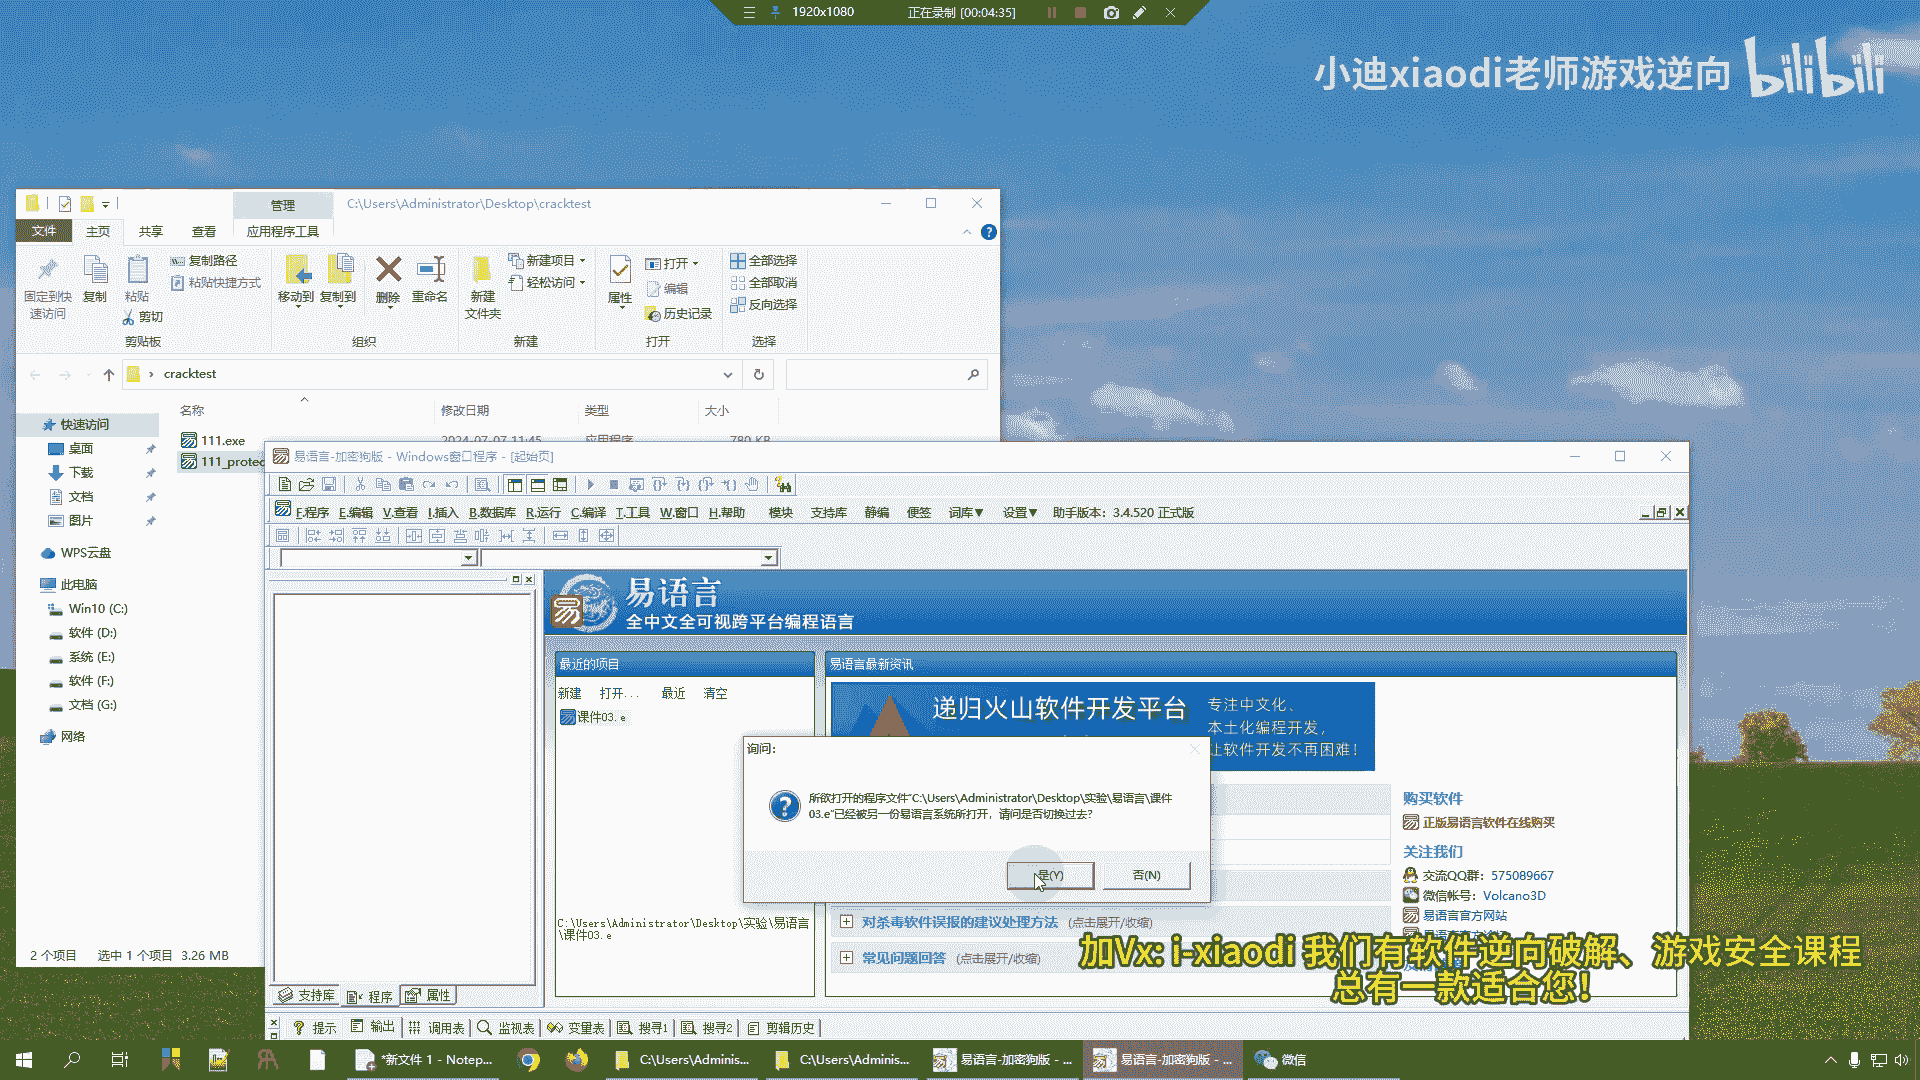 1920x1080
正在录制 [00:04:35]
小迪xiaodi老师游戏逆向 bilibili
管理
C:\Users\Administrator\Desktop\cracktest
文件
主页
共享
查看
应用程序工具
固定到快速访问
复制
粘贴
复制路径
粘贴快捷方式
剪切
移动到
复制到
删除
重命名
新建
文件夹
新建项目
轻松访问
属性
打开
编辑
历史记录
全部选择
全部取消
反向选择
剪贴板
组织
新建
打开
选择
cracktest
名称
修改日期
类型
大小
快速访问
桌面
下载
文档
图片
WPS云盘
此电脑
Win10 (C:)
软件 (D:)
系统 (E:)
软件 (F:)
文档 (G:)
网络
111.exe
2024-07-07 11:45
应用程序
780 KB
111_protec
2 个项目
选中 1 个项目 3.26 MB
易语言-加密狗版 - Windows窗口程序 - [起始页]
F.程序 E.编辑 V.查看 I.插入 B.数据库 R.运行 C.编译 T.工具 W.窗口 H.帮助 模块 支持库 静编 便签 词库▼ 设置▼ 助手版本: 3.4.520 正式版
易语言
全中文全可视跨平台编程语言
最近的项目
新建 打开... 最近 清空
课件03.e
C:\Users\Administrator\Desktop\实验\易语言
\课件03.e
易语言最新资讯
递归火山软件开发平台
专注中文化、
本土化编程开发，
让软件开发不再困难！
询问:
所欲打开的程序文件"C:\Users\Administrator\Desktop\实验\易语言\课件
03.e"已经被另一份易语言系统所打开，请问是否切换过去?
是(Y)
否(N)
购买软件
正版易语言软件在线购买
关注我们
交流QQ群: 575089667
微信帐号: Volcano3D
易语言官方网站
对杀毒软件误报的建议处理方法 (点击展开/收缩)
常见问题回答 (点击展开/收缩)
加Vx: i-xiaodi 我们有软件逆向破解、游戏安全课程
总有一款适合您！
支持库
程序
属性
提示
输出
调用表
监视表
变量表
搜寻1
搜寻2
剪辑历史
*新文件 1 - Notep...
C:\Users\Adminis...
C:\Users\Adminis...
易语言-加密狗版 - ...
易语言-加密狗版 - ...
微信